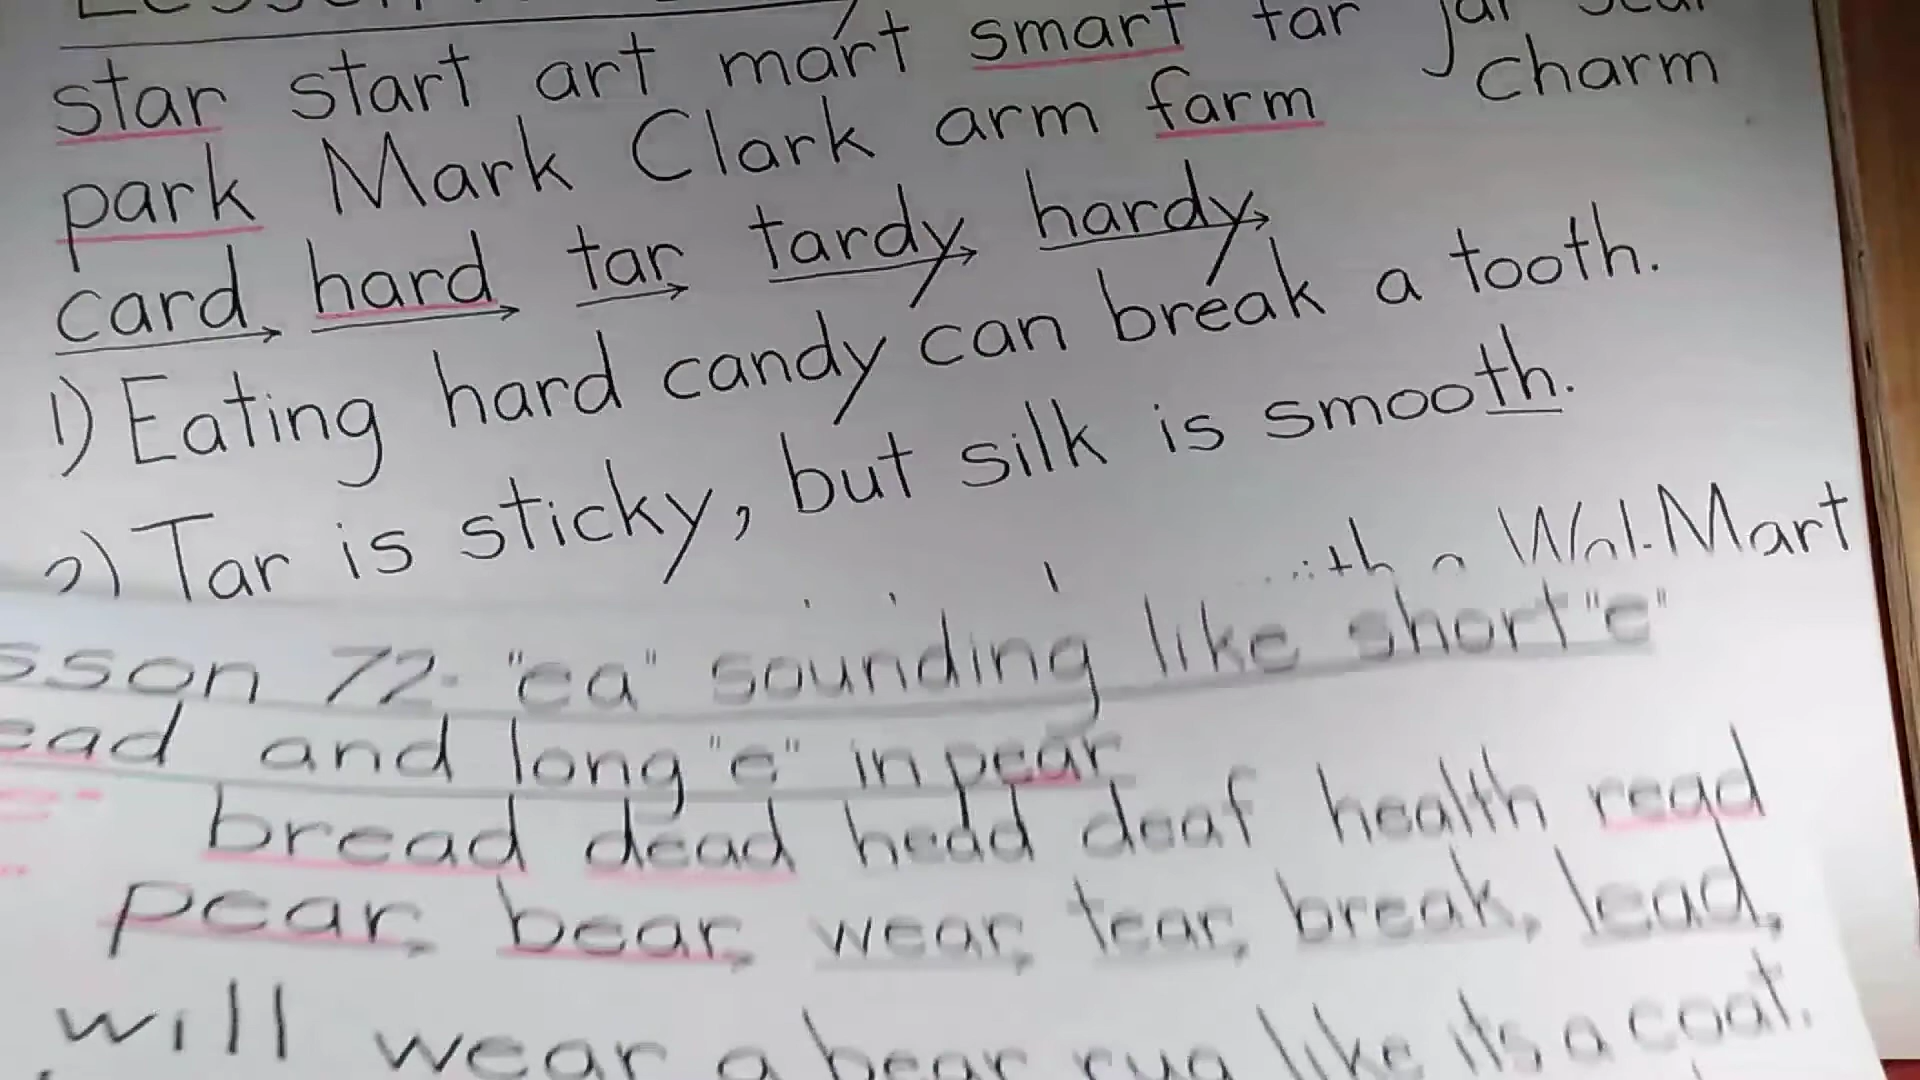 star start art mart smart tar jar
park Mark Clark arm farm charm
card hard tar tardy hardy
1) Eating hard candy can break a tooth.
2) Tar is sticky, but silk is smooth.
Wal-Mart
72- "ea" sounding like short "e"
and long "e" in pear
bread dead head deaf health read
pear, bear, wear, tear, break, lead,
will wear a bear rug like its a coat.